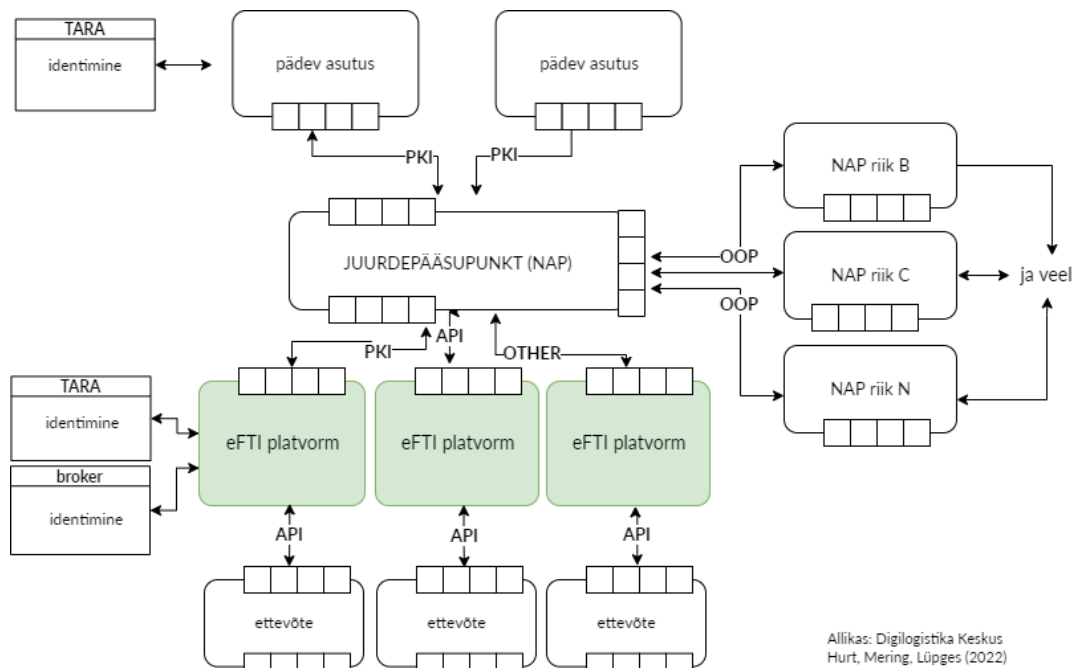 TARA
identimine
pädev asutus
pädev asutus
PKI
PKI
JUURDEPÄÄSUPUNKT (NAP)
OOP
OOP
NAP riik B
NAP riik C
NAP riik N
ja veel
PKI
API
OTHER
TARA
identimine
broker
identimine
eFTI platvorm
eFTI platvorm
eFTI platvorm
API
API
API
ettevõte
ettevõte
ettevõte
Allikas: Digilogistika Keskus
Hurt, Mering, Lüpges (2022)